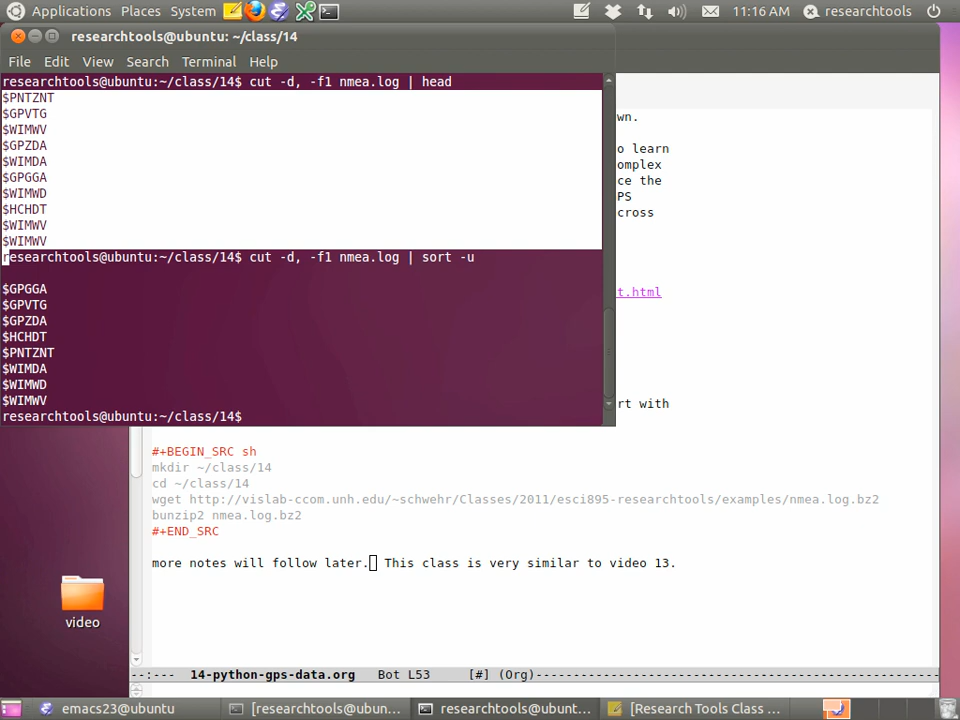 Applications Places System 11:16 AM researchtools
researchtools@ubuntu: ~/class/14
File Edit View Search Terminal Help
researchtools@ubuntu:~/class/14$ cut -d, -f1 nmea.log | head
$PNTZNT
$GPVTG
$WIMWV
$GPZDA
$WIMDA
$GPGGA
$WIMWD
$HCHDT
$WIMWV
$WIMWV
researchtools@ubuntu:~/class/14$ cut -d, -f1 nmea.log | sort -u
$GPGGA
$GPVTG
$GPZDA
$HCHDT
$PNTZNT
$WIMDA
$WIMWD
$WIMWV
researchtools@ubuntu:~/class/14$
wn.
o learn
omplex
ce the
PS
cross
t.html
rt with
#+BEGIN_SRC sh
mkdir ~/class/14
cd ~/class/14
wget http://vislab-ccom.unh.edu/~schwehr/Classes/2011/esci895-researchtools/examples/nmea.log.bz2
bunzip2 nmea.log.bz2
#+END_SRC
more notes will follow later. This class is very similar to video 13.
video
--:--- 14-python-gps-data.org Bot L53 [#] (Org)------------------------------------------------------
emacs23@ubuntu [researchtools@ubun... researchtools@ubuntu... [Research Tools Class ...